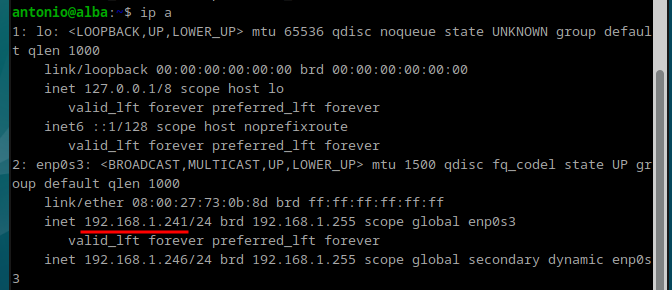 antonio@alba:~$ ip a
1: lo: <LOOPBACK,UP,LOWER_UP> mtu 65536 qdisc noqueue state UNKNOWN group defaul
t qlen 1000
    link/loopback 00:00:00:00:00:00 brd 00:00:00:00:00:00
    inet 127.0.0.1/8 scope host lo
       valid_lft forever preferred_lft forever
    inet6 ::1/128 scope host noprefixroute
       valid_lft forever preferred_lft forever
2: enp0s3: <BROADCAST,MULTICAST,UP,LOWER_UP> mtu 1500 qdisc fq_codel state UP gr
oup default qlen 1000
    link/ether 08:00:27:73:0b:8d brd ff:ff:ff:ff:ff:ff
    inet 192.168.1.241/24 brd 192.168.1.255 scope global enp0s3
       valid_lft forever preferred_lft forever
    inet 192.168.1.246/24 brd 192.168.1.255 scope global secondary dynamic enp0s
3